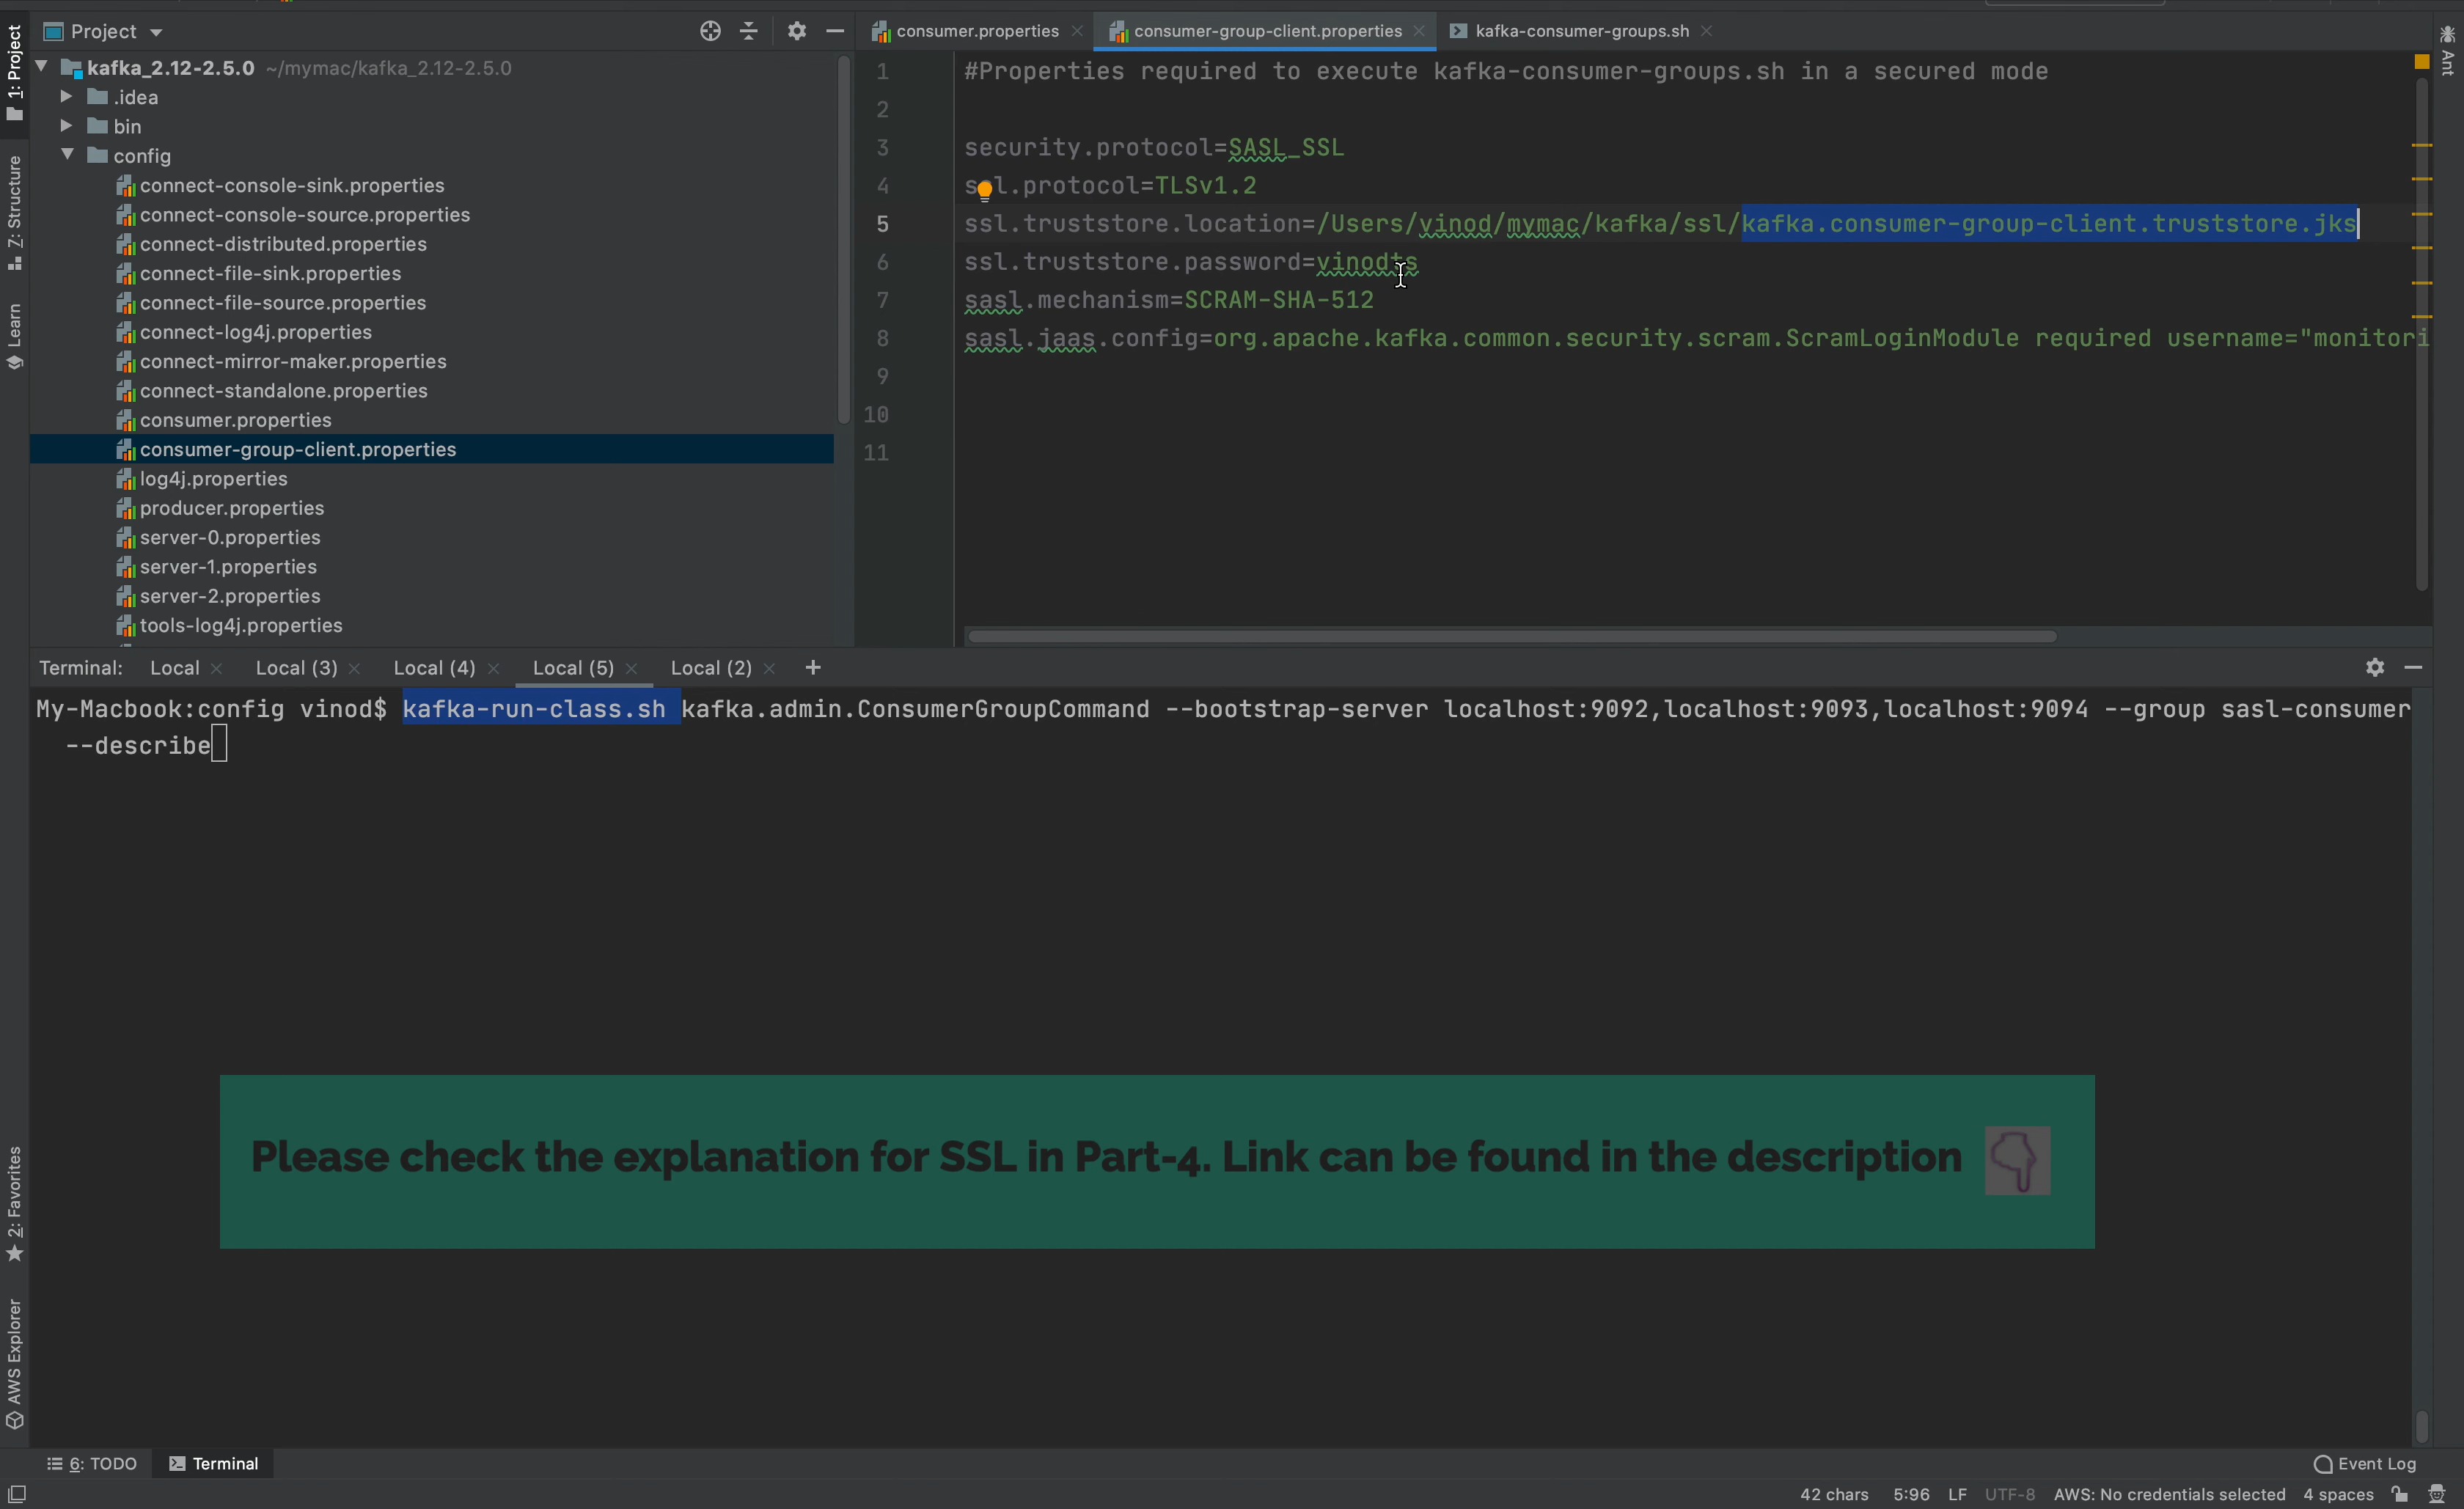 Project
consumer.properties
consumer-group-client.properties
kafka-consumer-groups.sh
1: Project
7: Structure
Learn
2: Favorites
AWS Explorer
Ant
kafka_2.12-2.5.0 ~/mymac/kafka_2.12-2.5.0
.idea
bin
config
connect-console-sink.properties
connect-console-source.properties
connect-distributed.properties
connect-file-sink.properties
connect-file-source.properties
connect-log4j.properties
connect-mirror-maker.properties
connect-standalone.properties
consumer.properties
consumer-group-client.properties
log4j.properties
producer.properties
server-0.properties
server-1.properties
server-2.properties
tools-log4j.properties
1 #Properties required to execute kafka-consumer-groups.sh in a secured mode
2
3 security.protocol=SASL_SSL
4 ssl.protocol=TLSv1.2
5 ssl.truststore.location=/Users/vinod/mymac/kafka/ssl/kafka.consumer-group-client.truststore.jks
6 ssl.truststore.password=vinodts
7 sasl.mechanism=SCRAM-SHA-512
8 sasl.jaas.config=org.apache.kafka.common.security.scram.ScramLoginModule required username="monitori
9
10
11
Terminal: Local Local (3) Local (4) Local (5) Local (2) +
My-Macbook:config vinod$ kafka-run-class.sh kafka.admin.ConsumerGroupCommand --bootstrap-server localhost:9092,localhost:9093,localhost:9094 --group sasl-consumer
--describe
Please check the explanation for SSL in Part-4. Link can be found in the description
6: TODO Terminal Event Log
42 chars 5:96 LF UTF-8 AWS: No credentials selected 4 spaces